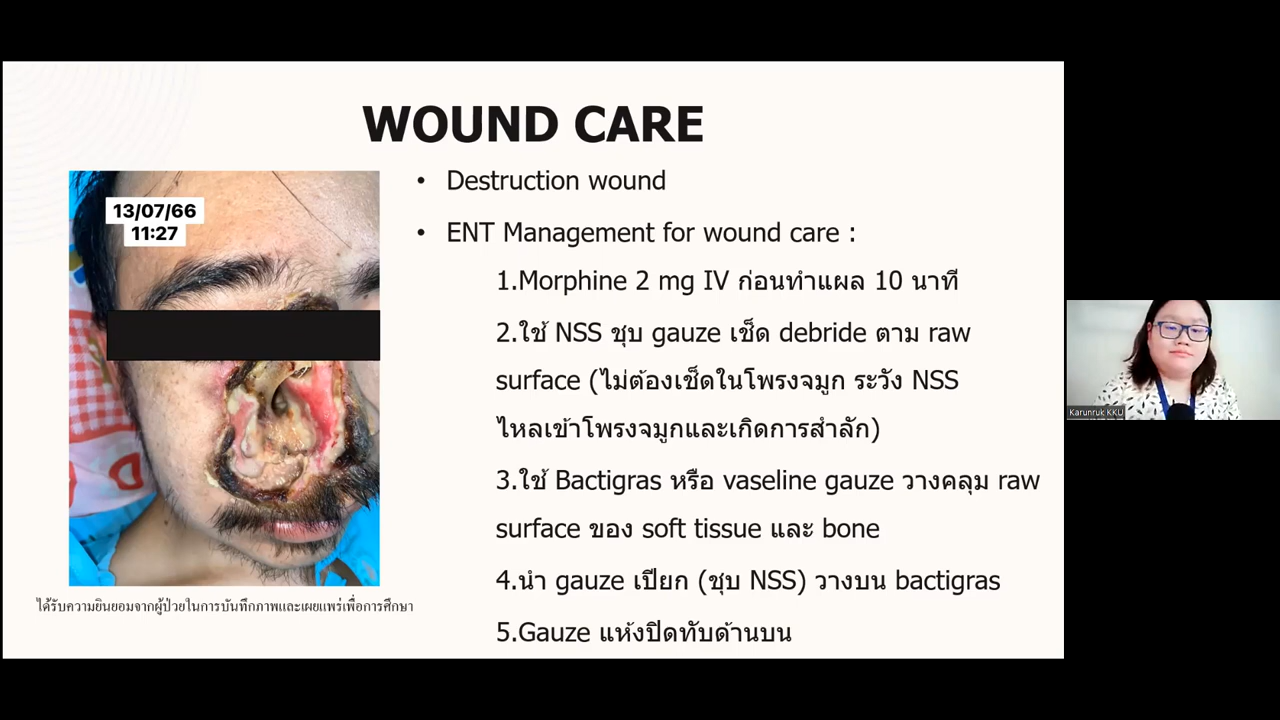 WOUND CARE
• Destruction wound
• ENT Management for wound care :
1.Morphine 2 mg IV ก่อนทำแผล 10 นาที
2.ใช้ NSS ชุบ gauze เช็ด debride ตาม raw
surface (ไม่ต้องเช็ดในโพรงจมูก ระวัง NSS
ไหลเข้าโพรงจมูกและเกิดการสำลัก)
3.ใช้ Bactigras หรือ vaseline gauze วางคลุม raw
surface ของ soft tissue และ bone
4.นำ gauze เปียก (ชุบ NSS) วางบน bactigras
5.Gauze แห้งปิดทับด้านบน
13/07/66
11:27
ได้รับความยินยอมจากผู้ป่วยในการบันทึกภาพและเผยแพร่เพื่อการศึกษา
Karunruk KKU